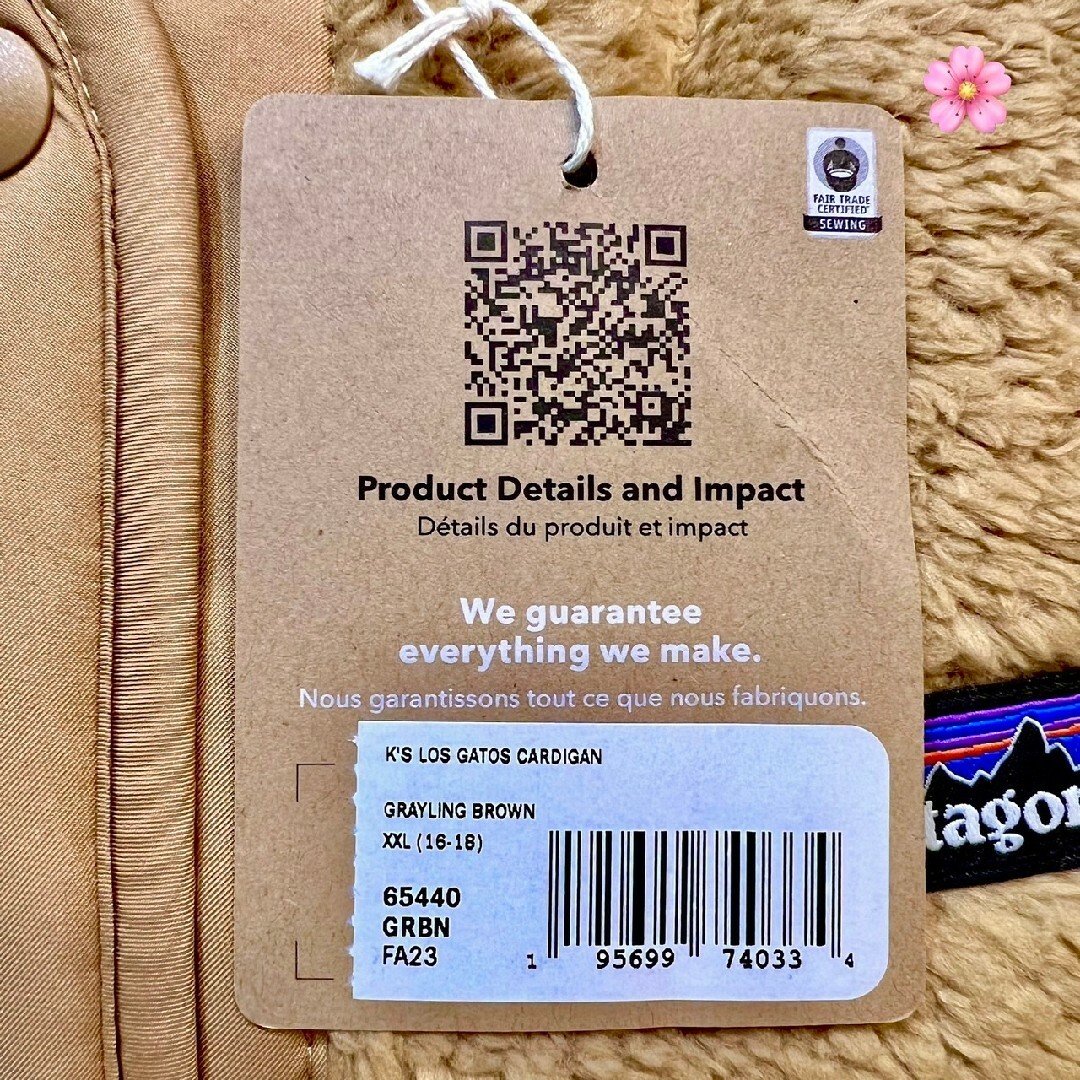 FAIR TRADE
CERTIFIED
SEWING
Product Details and Impact
Détails du produit et impact
We guarantee
everything we make.
Nous garantissons tout ce que nous fabriquons.
K'S LOS GATOS CARDIGAN
GRAYLING BROWN
XXL (16-18)
65440
GRBN
FA23
1 95699 74033 4
tagon